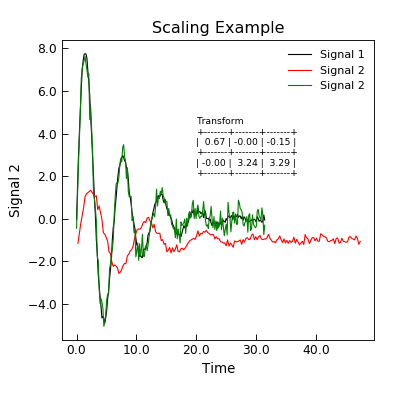 Scaling Example
8.0
6.0
4.0
2.0
0.0
−2.0
−4.0
Signal 2
Signal 1
Signal 2
Signal 2
Transform
+-------+-------+-------+
|  0.67 | -0.00 | -0.15 |
+-------+-------+-------+
| -0.00 |  3.24 |  3.29 |
+-------+-------+-------+
0.0 10.0 20.0 30.0 40.0
Time